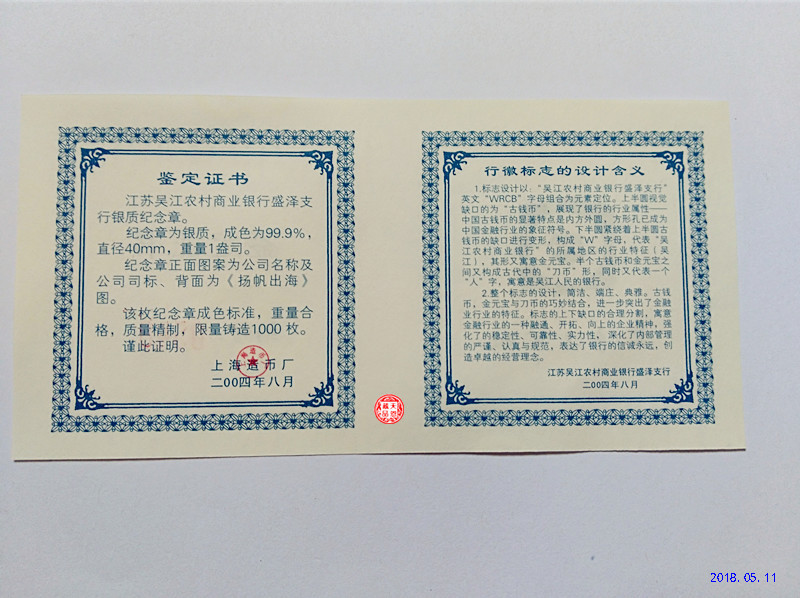 鉴定证书
江苏吴江农村商业银行盛泽支
行银质纪念章。
纪念章为银质，成色为99.9%，
直径40mm，重量1盎司。
纪念章正面图案为公司名称及
公司司标、背面为《扬帆出海》
图。
该枚纪念章成色标准，重量合
格，质量精制，限量铸造1000枚。
谨此证明。
上海造币厂
二00四年八月
行徽标志的设计含义
1.标志设计以：“吴江农村商业银行盛泽支行”
英文“WRCB”字母组合为元素定位。上半圆视觉
缺口的为“古钱币”，展现了银行的行业属性——
中国古钱币的显著特点是内方外圆，方形孔已成为
中国金融行业的象征符号。下半圆紧绕着上半圆古
钱币的缺口进行变形，构成“W”字母，代表“吴
江农村商业银行”的所属地区的行业特征（吴
江），其形又寓意金元宝。半个古钱币和金元宝之
间又构成古代中的“刀币”形，同时又代表一个
“人”字，寓意是吴江人民的银行。
2.整个标志的设计，简洁、端庄、典雅。古钱
币，金元宝与刀币的巧妙结合，进一步突出了金融
业行业的特征。标志的上下缺口的合理分割，寓意
金融行业的一种融通、开拓、向上的企业精神，强
化了的稳定性、可靠性、实力性，深化了内部管理
的严谨、认真与规范，表达了银行的信诚永远，创
造卓越的经营理念。
江苏吴江农村商业银行盛泽支行
二00四年八月
2018.05.11